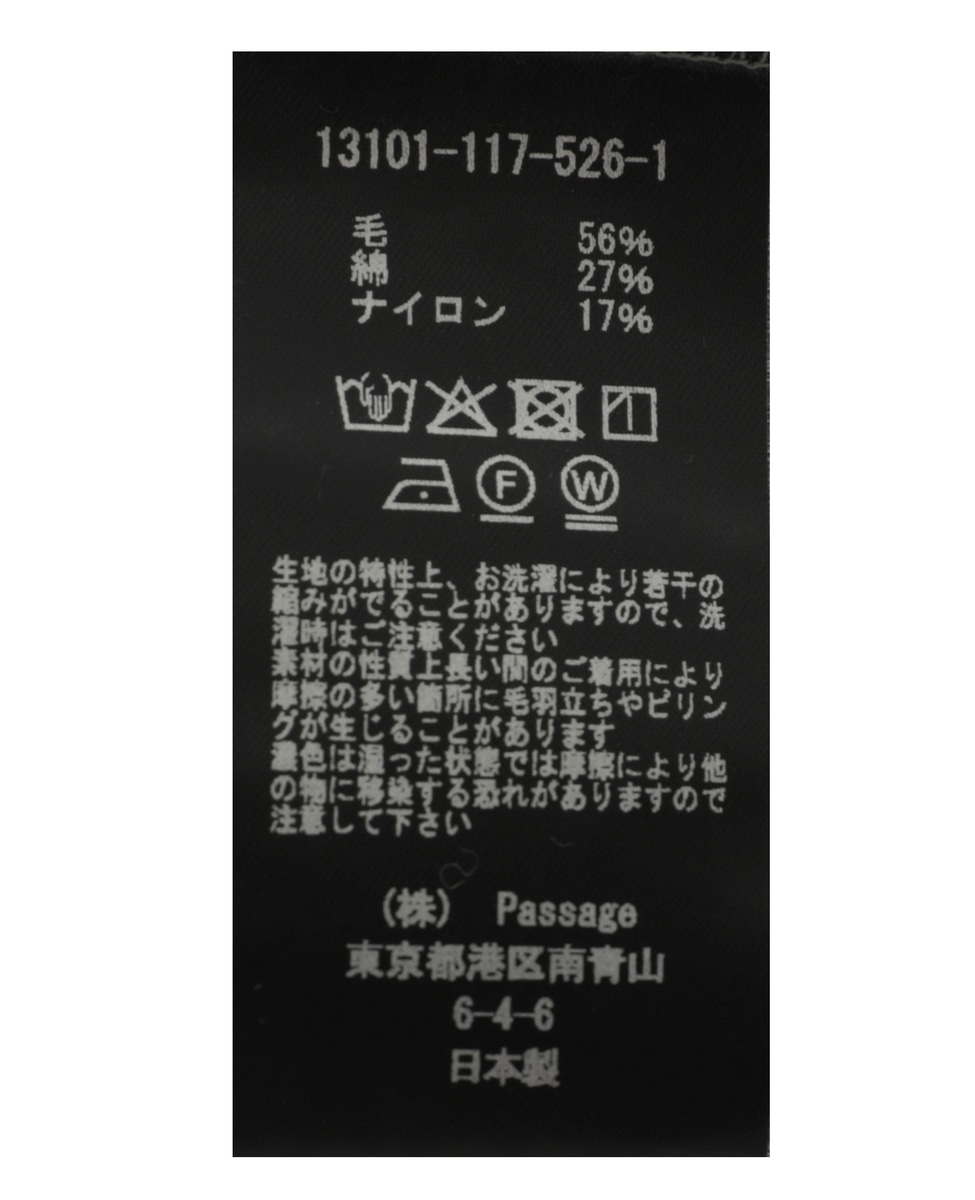 13101-117-526-1
毛 56%
綿 27%
ナイロン 17%
F W
生地の特性上、お洗濯により若干の
縮みがでることがありますので、洗
濯時はご注意ください
素材の性質上長い間のご着用により
摩擦の多い箇所に毛羽立ちやピリン
グが生じることがあります
濃色は湿った状態では摩擦により他
の物に移染する恐れがありますので
注意して下さい
(株) Passage
東京都港区南青山
6-4-6
日本製